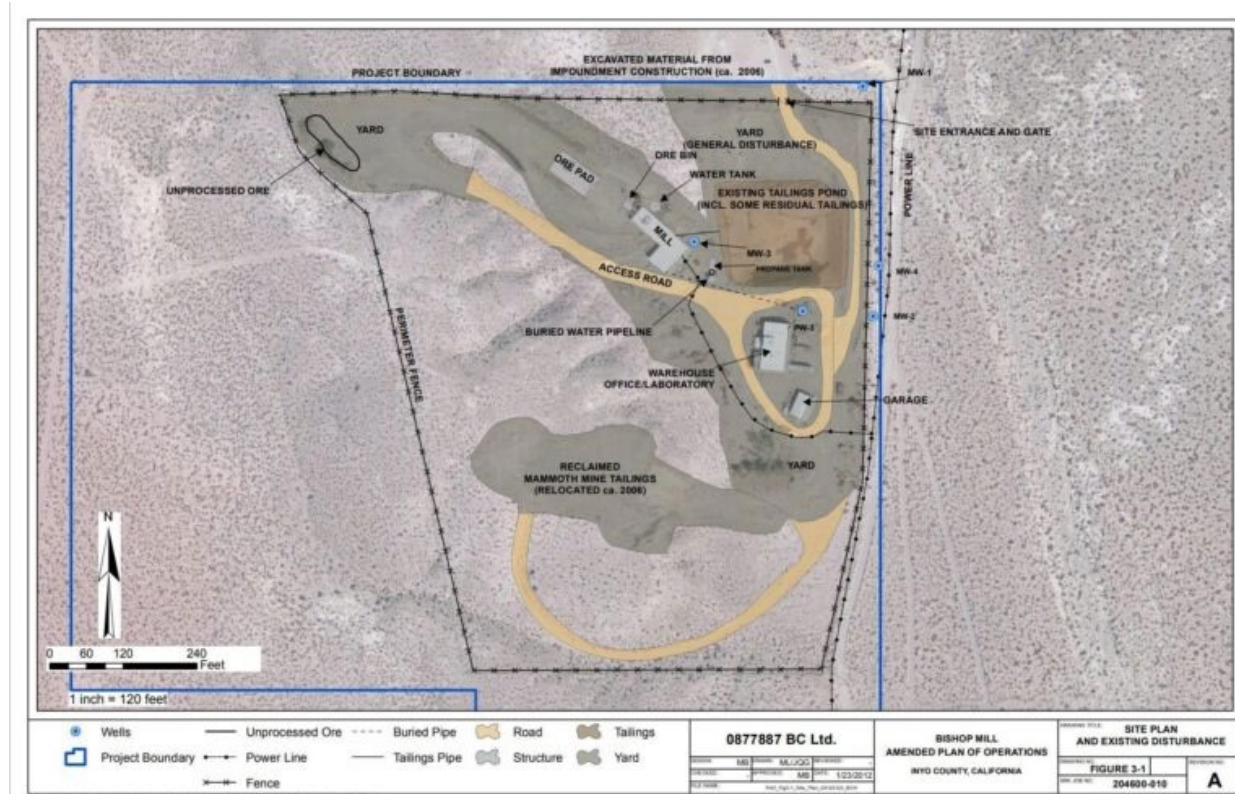 EXCAVATED MATERIAL FROM
IMPOUNDMENT CONSTRUCTION (ca. 2006)
PROJECT BOUNDARY
MW-1
YARD
YARD
(GENERAL DISTURBANCE)
SITE ENTRANCE AND GATE
ORE BIN
ORE PAD
WATER TANK
UNPROCESSED ORE
EXISTING TAILINGS POND
(INCL. SOME RESIDUAL TAILINGS)
POWER LINE
MILL
MW-3
PROPANE TANK
MW-4
ACCESS ROAD
BURIED WATER PIPELINE
MW-2
PERIMETER FENCE
WAREHOUSE
OFFICE/LABORATORY
GARAGE
RECLAIMED
MAMMOTH MINE TAILINGS
(RELOCATED ca. 2006)
YARD
N
0 60 120 240
Feet
1 inch = 120 feet
Wells
Unprocessed Ore
Buried Pipe
Road
Tailings
Project Boundary
Power Line
Tailings Pipe
Structure
Yard
Fence
0877887 BC Ltd.
MB
MB
1/23/2012
BISHOP MILL
AMENDED PLAN OF OPERATIONS
INYO COUNTY, CALIFORNIA
SITE PLAN
AND EXISTING DISTURBANCE
FIGURE 3-1
204600-010
A